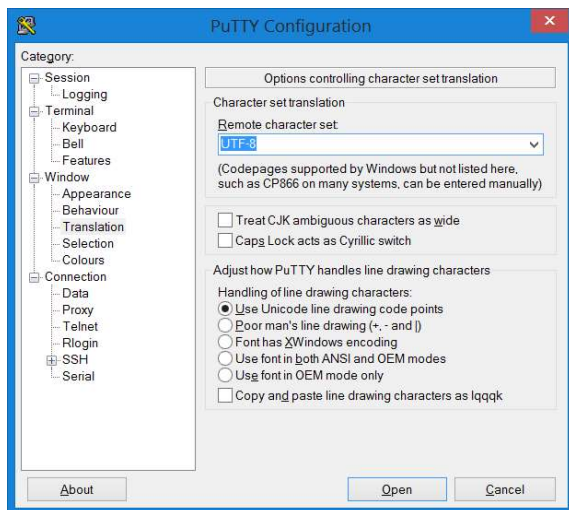 PuTTY Configuration
Category:
Session
Logging
Terminal
Keyboard
Bell
Features
Window
Appearance
Behaviour
Translation
Selection
Colours
Connection
Data
Proxy
Telnet
Rlogin
SSH
Serial
Options controlling character set translation
Character set translation
Remote character set:
UTF-8
(Codepages supported by Windows but not listed here,
such as CP866 on many systems, can be entered manually)
Treat CJK ambiguous characters as wide
Caps Lock acts as Cyrillic switch
Adjust how PuTTY handles line drawing characters
Handling of line drawing characters:
Use Unicode line drawing code points
Poor man's line drawing (+, - and |)
Font has XWindows encoding
Use font in both ANSI and OEM modes
Use font in OEM mode only
Copy and paste line drawing characters as lqqqk
About
Open
Cancel